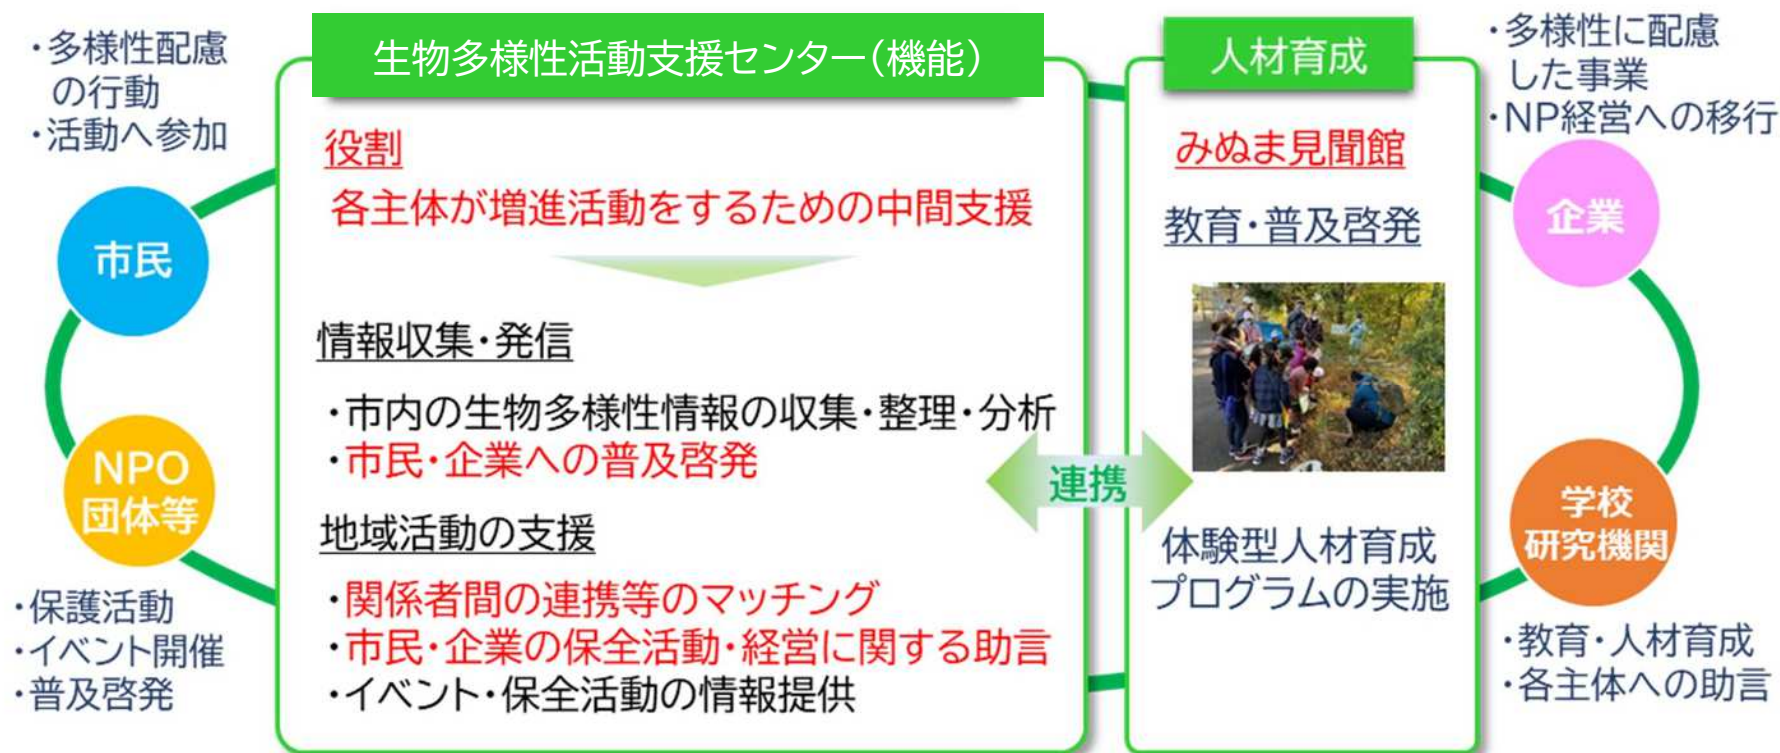 ・多様性配慮
の行動
・活動へ参加
市民
NPO
団体等
・保護活動
・イベント開催
・普及啓発
生物多様性活動支援センター(機能)
役割
各主体が増進活動をするための中間支援
情報収集・発信
・市内の生物多様性情報の収集・整理・分析
・市民・企業への普及啓発
地域活動の支援
・関係者間の連携等のマッチング
・市民・企業の保全活動・経営に関する助言
・イベント・保全活動の情報提供
連携
人材育成
みぬま見聞館
教育・普及啓発
体験型人材育成
プログラムの実施
・多様性に配慮
した事業
・NP経営への移行
企業
学校
研究機関
・教育・人材育成
・各主体への助言